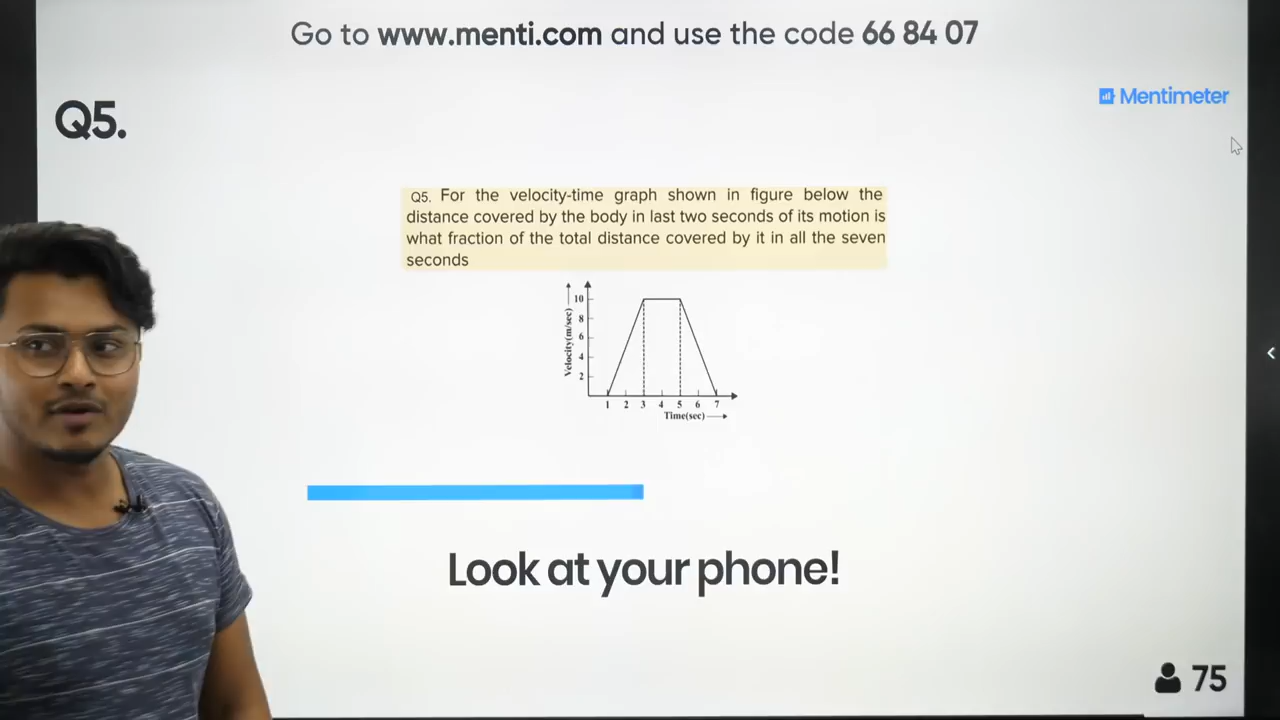 Go to www.menti.com and use the code 66 84 07
Mentimeter
Q5.
Q5. For the velocity-time graph shown in figure below the
distance covered by the body in last two seconds of its motion is
what fraction of the total distance covered by it in all the seven
seconds
Velocity(m/sec)
10
8
6
4
2
1 2 3 4 5 6 7
Time(sec)
Look at your phone!
75